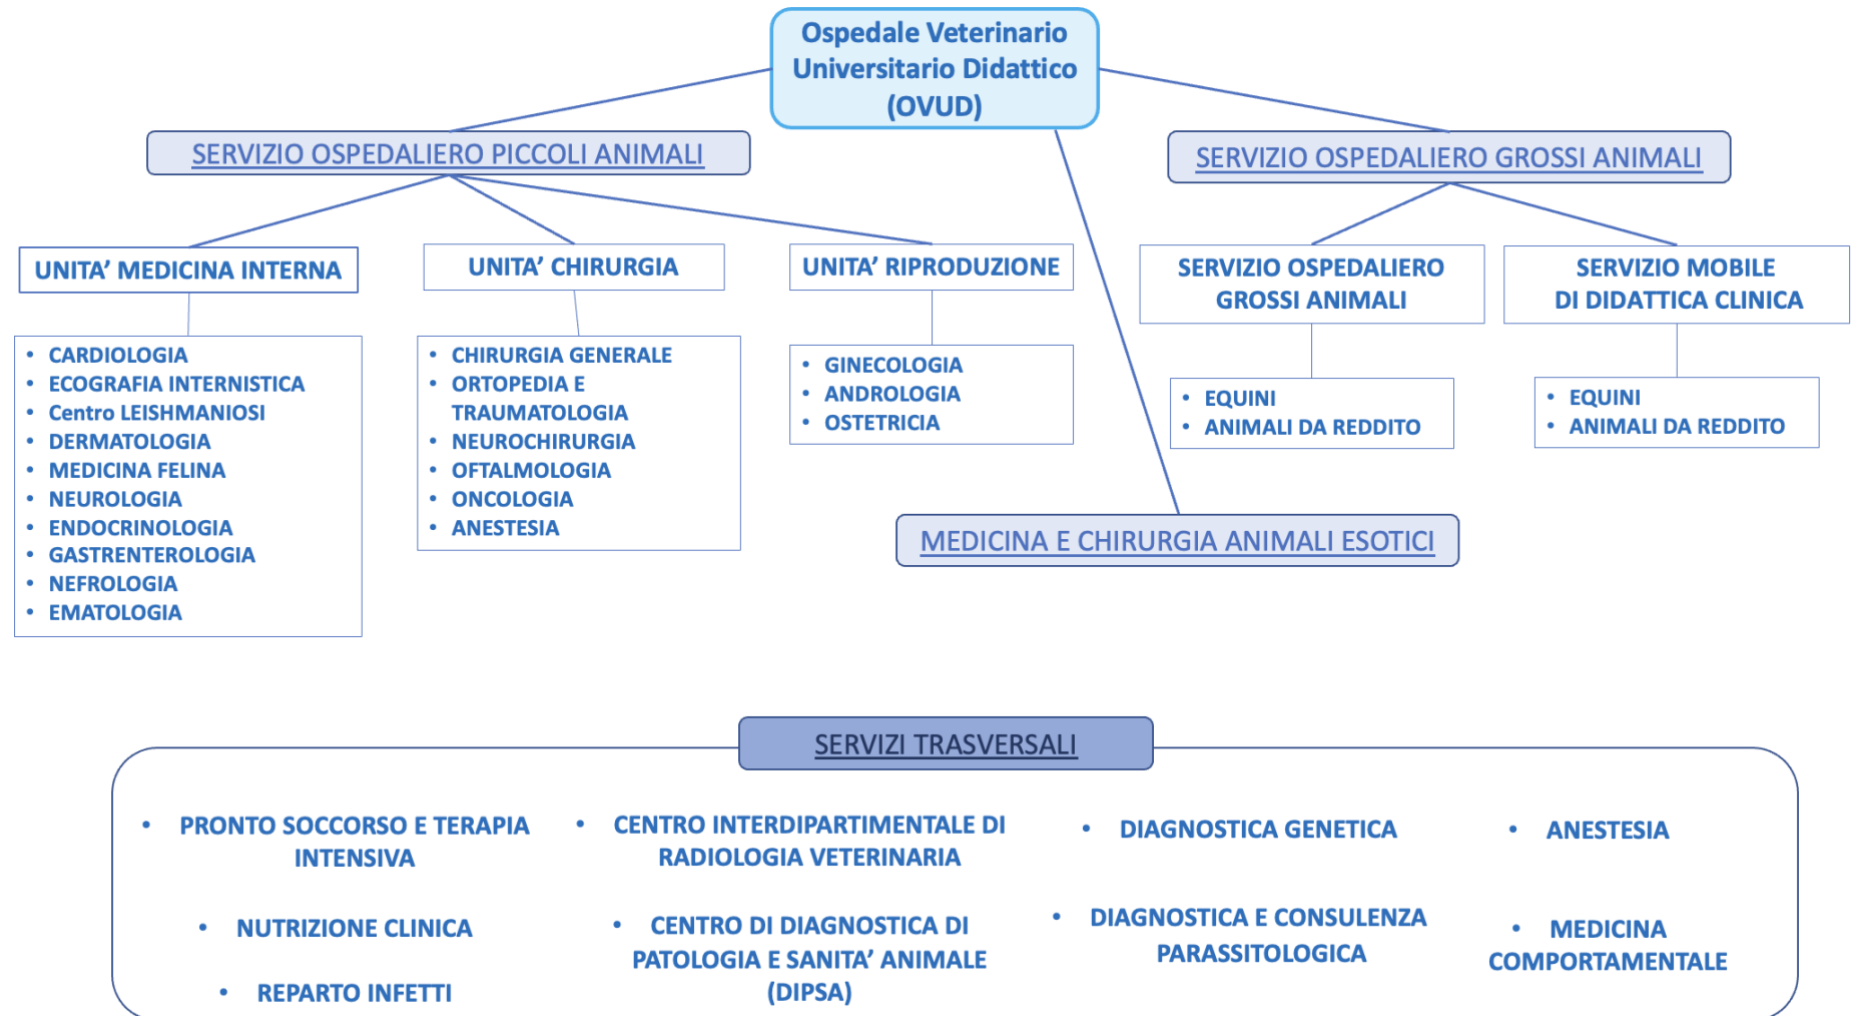 Ospedale Veterinario
Universitario Didattico
(OVUD)
SERVIZIO OSPEDALIERO PICCOLI ANIMALI
SERVIZIO OSPEDALIERO GROSSI ANIMALI
UNITA’ MEDICINA INTERNA
• CARDIOLOGIA
• ECOGRAFIA INTERNISTICA
• Centro LEISHMANIOSI
• DERMATOLOGIA
• MEDICINA FELINA
• NEUROLOGIA
• ENDOCRINOLOGIA
• GASTRENTEROLOGIA
• NEFROLOGIA
• EMATOLOGIA
UNITA’ CHIRURGIA
• CHIRURGIA GENERALE
• ORTOPEDIA E
TRAUMATOLOGIA
• NEUROCHIRURGIA
• OFTALMOLOGIA
• ONCOLOGIA
• ANESTESIA
UNITA’ RIPRODUZIONE
• GINECOLOGIA
• ANDROLOGIA
• OSTETRICIA
SERVIZIO OSPEDALIERO
GROSSI ANIMALI
• EQUINI
• ANIMALI DA REDDITO
SERVIZIO MOBILE
DI DIDATTICA CLINICA
• EQUINI
• ANIMALI DA REDDITO
MEDICINA E CHIRURGIA ANIMALI ESOTICI
SERVIZI TRASVERSALI
• PRONTO SOCCORSO E TERAPIA
INTENSIVA
• NUTRIZIONE CLINICA
• REPARTO INFETTI
• CENTRO INTERDIPARTIMENTALE DI
RADIOLOGIA VETERINARIA
• CENTRO DI DIAGNOSTICA DI
PATOLOGIA E SANITA’ ANIMALE
(DIPSA)
• DIAGNOSTICA GENETICA
• DIAGNOSTICA E CONSULENZA
PARASSITOLOGICA
• ANESTESIA
• MEDICINA
COMPORTAMENTALE